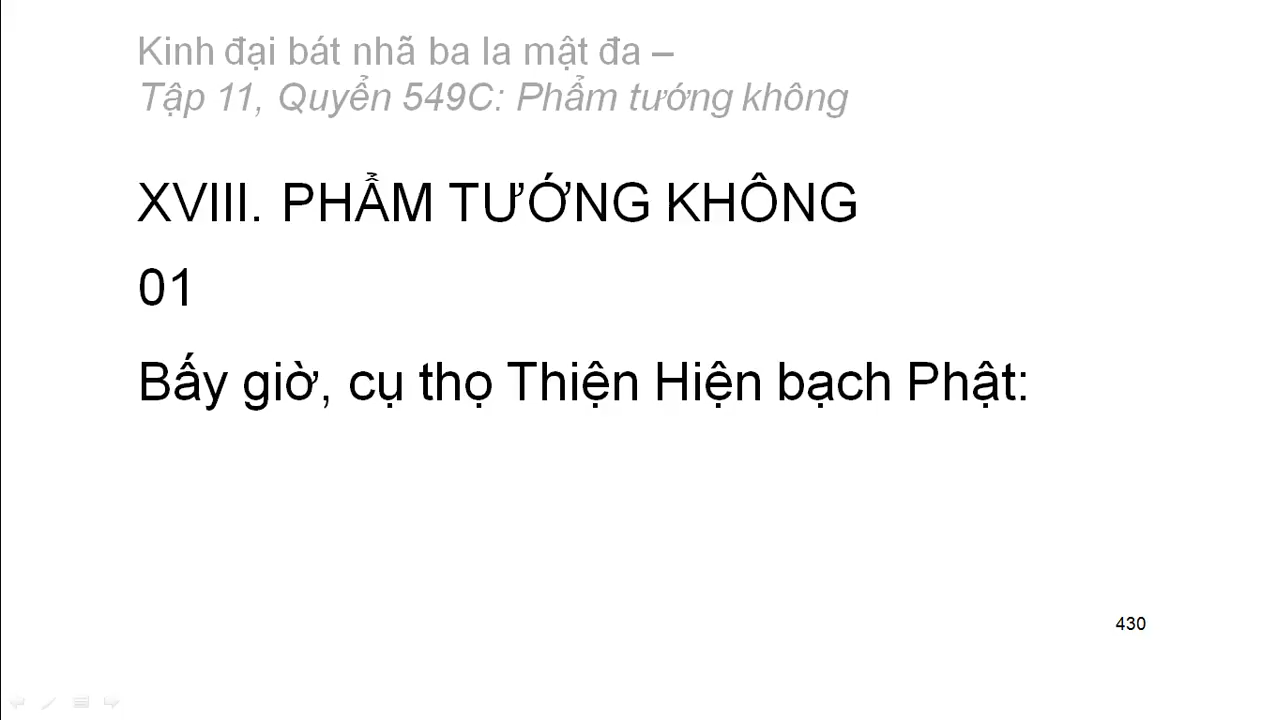 Kinh đại bát nhã ba la mật đa –
Tập 11, Quyển 549C: Phẩm tướng không
XVIII. PHẨM TƯỚNG KHÔNG
01
Bấy giờ, cụ thọ Thiện Hiện bạch Phật:
430